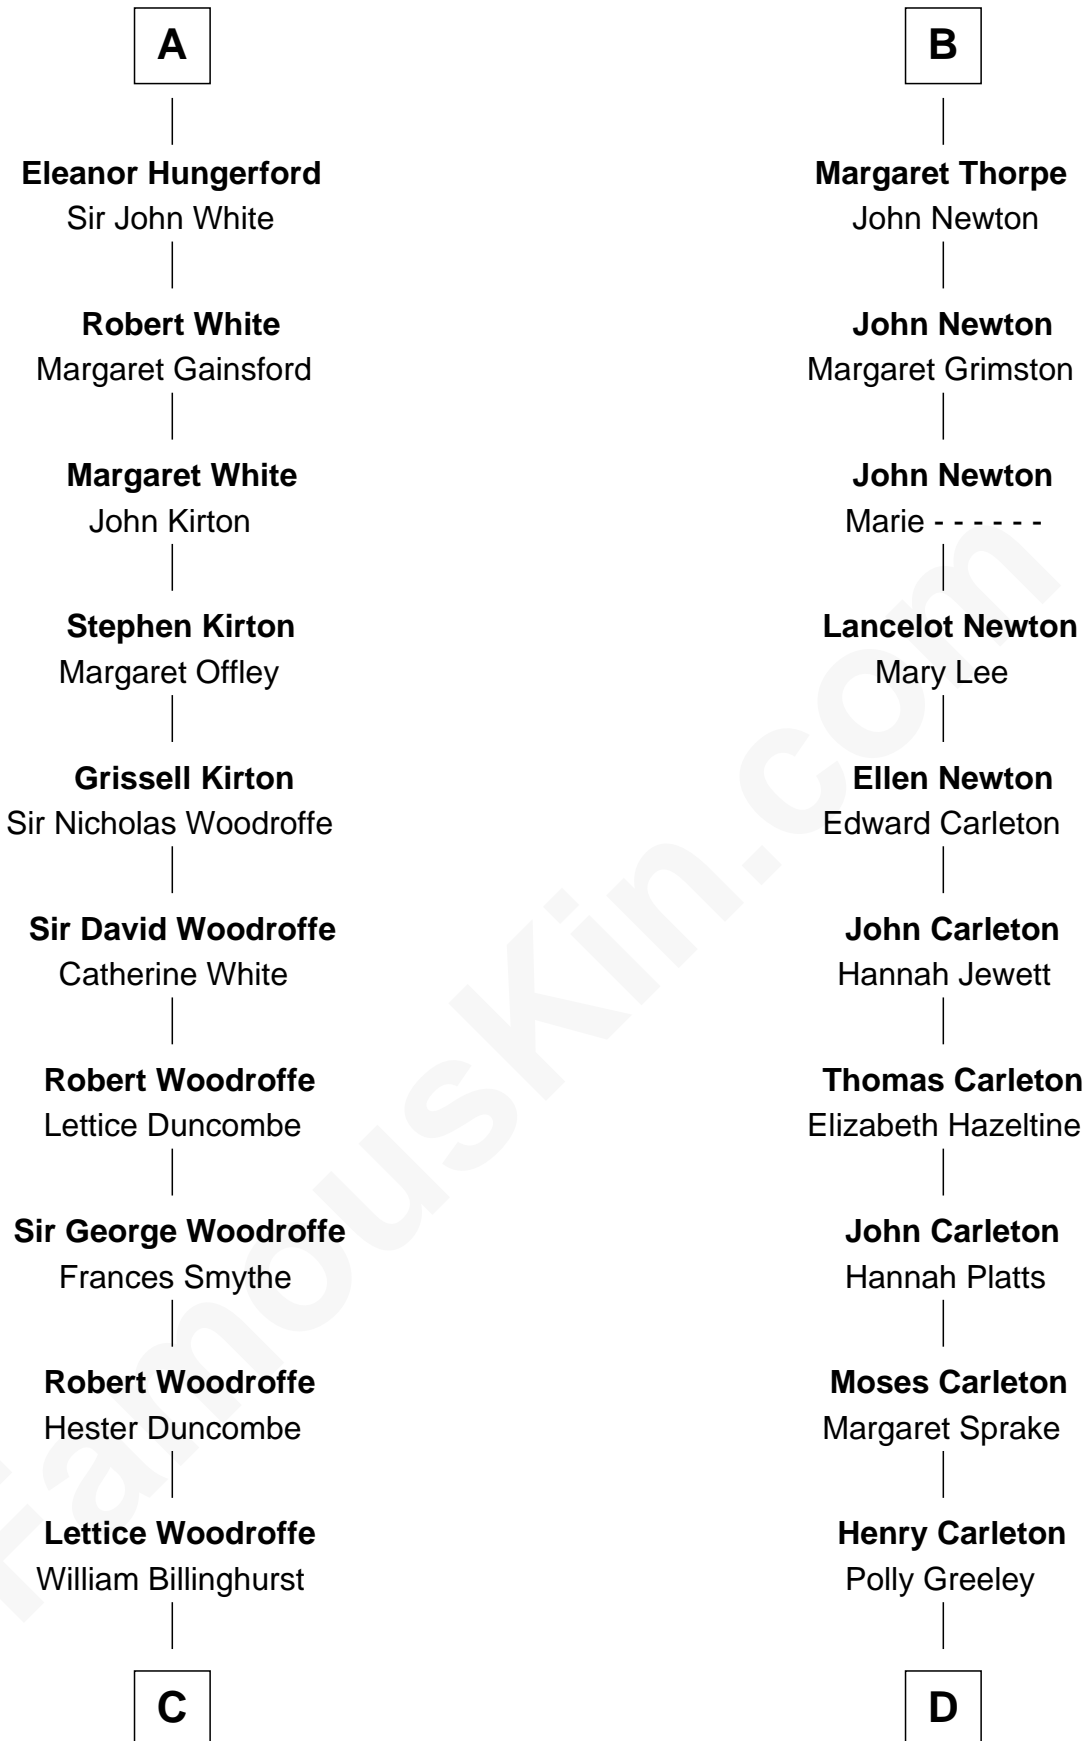 A
Eleanor Hungerford
Sir John White
Robert White
Margaret Gainsford
Margaret White
John Kirton
Stephen Kirton
Margaret Offley
Grissell Kirton
Sir Nicholas Woodroffe
Sir David Woodroffe
Catherine White
Robert Woodroffe
Lettice Duncombe
Sir George Woodroffe
Frances Smythe
Robert Woodroffe
Hester Duncombe
Lettice Woodroffe
William Billinghurst
C
B
Margaret Thorpe
John Newton
John Newton
Margaret Grimston
John Newton
Marie - - - - - -
Lancelot Newton
Mary Lee
Ellen Newton
Edward Carleton
John Carleton
Hannah Jewett
Thomas Carleton
Elizabeth Hazeltine
John Carleton
Hannah Platts
Moses Carleton
Margaret Sprake
Henry Carleton
Polly Greeley
D
FamousKin.com